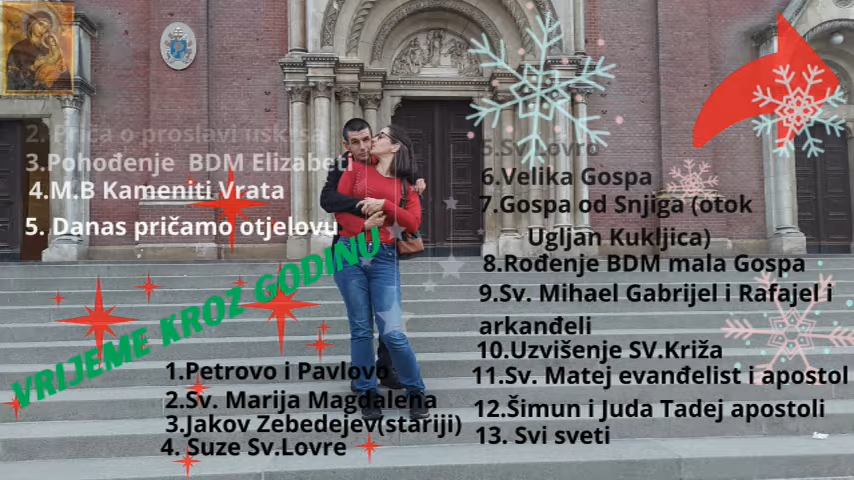 2. Priča o proslavi uskrsa
3.Pohođenje BDM Elizabeti
4.M.B Kameniti Vrata
5. Danas pričamo otjelovu
VRIJEME KROZ GODINU
1.Petrovo i Pavlovo
2.Sv. Marija Magdalena
3.Jakov Zebedejev(stariji)
4. Suze Sv.Lovre
5.Sv Lovro
6.Velika Gospa
7.Gospa od Snjiga (otok
Ugljan Kukljica)
8.Rođenje BDM mala Gospa
9.Sv. Mihael Gabrijel i Rafajel i
arkanđeli
10.Uzvišenje SV.Križa
11.Sv. Matej evanđelist i apostol
12.Šimun i Juda Tadej apostoli
13. Svi sveti